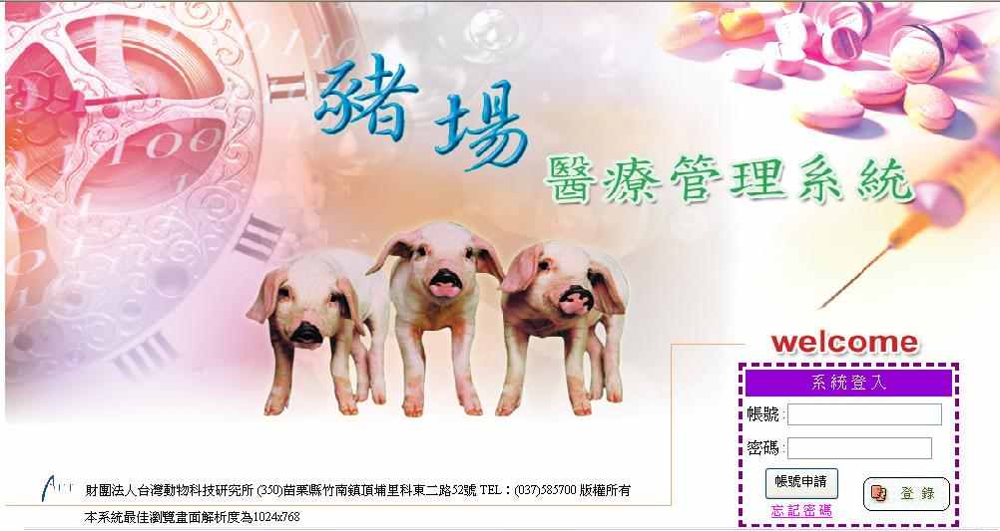 豬場
醫療管理系統
welcome
系統登入
帳號:
密碼:
帳號申請
登錄
忘記密碼
財團法人台灣動物科技研究所 (350)苗栗縣竹南鎮頂埔里科東二路52號 TEL：(037)585700 版權所有
本系統最佳瀏覽畫面解析度為1024x768